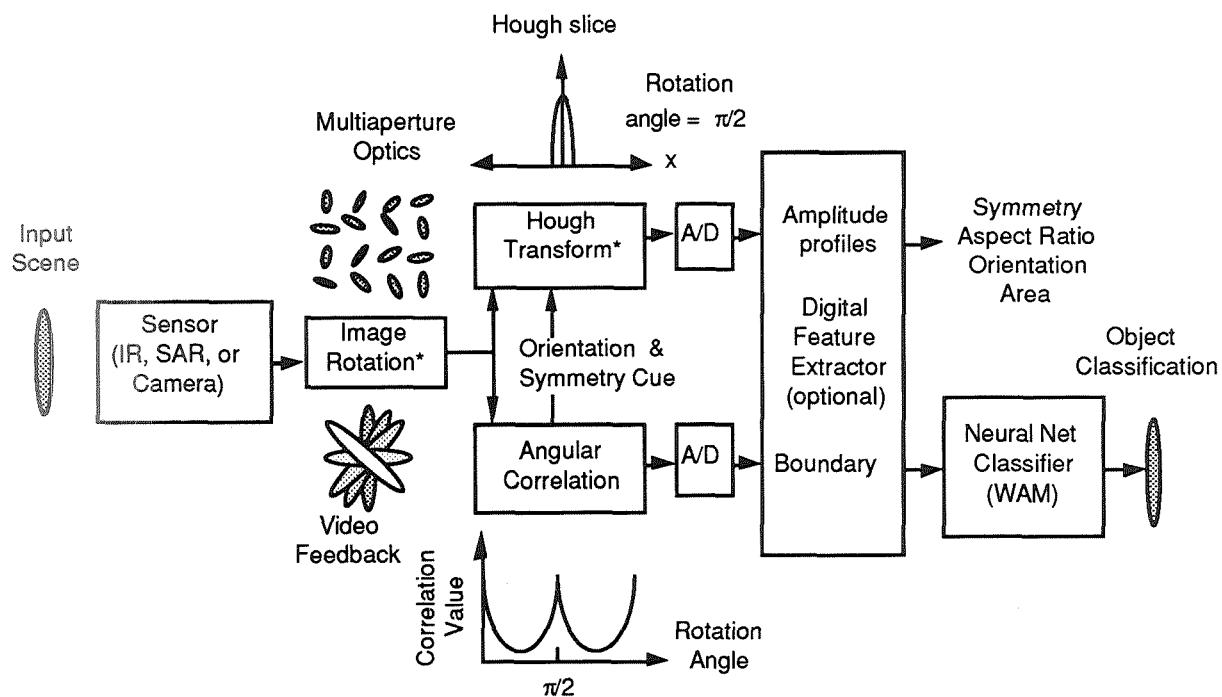 Hough slice
Rotation
angle = π/2
x
Multiaperture
Optics
Input
Scene
Sensor
(IR, SAR, or
Camera)
Image
Rotation*
Video
Feedback
Hough
Transform*
A/D
Orientation &
Symmetry Cue
Angular
Correlation
A/D
Correlation
Value
π/2
Rotation
Angle
Amplitude
profiles
Digital
Feature
Extractor
(optional)
Boundary
Symmetry
Aspect Ratio
Orientation
Area
Neural Net
Classifier
(WAM)
Object
Classification